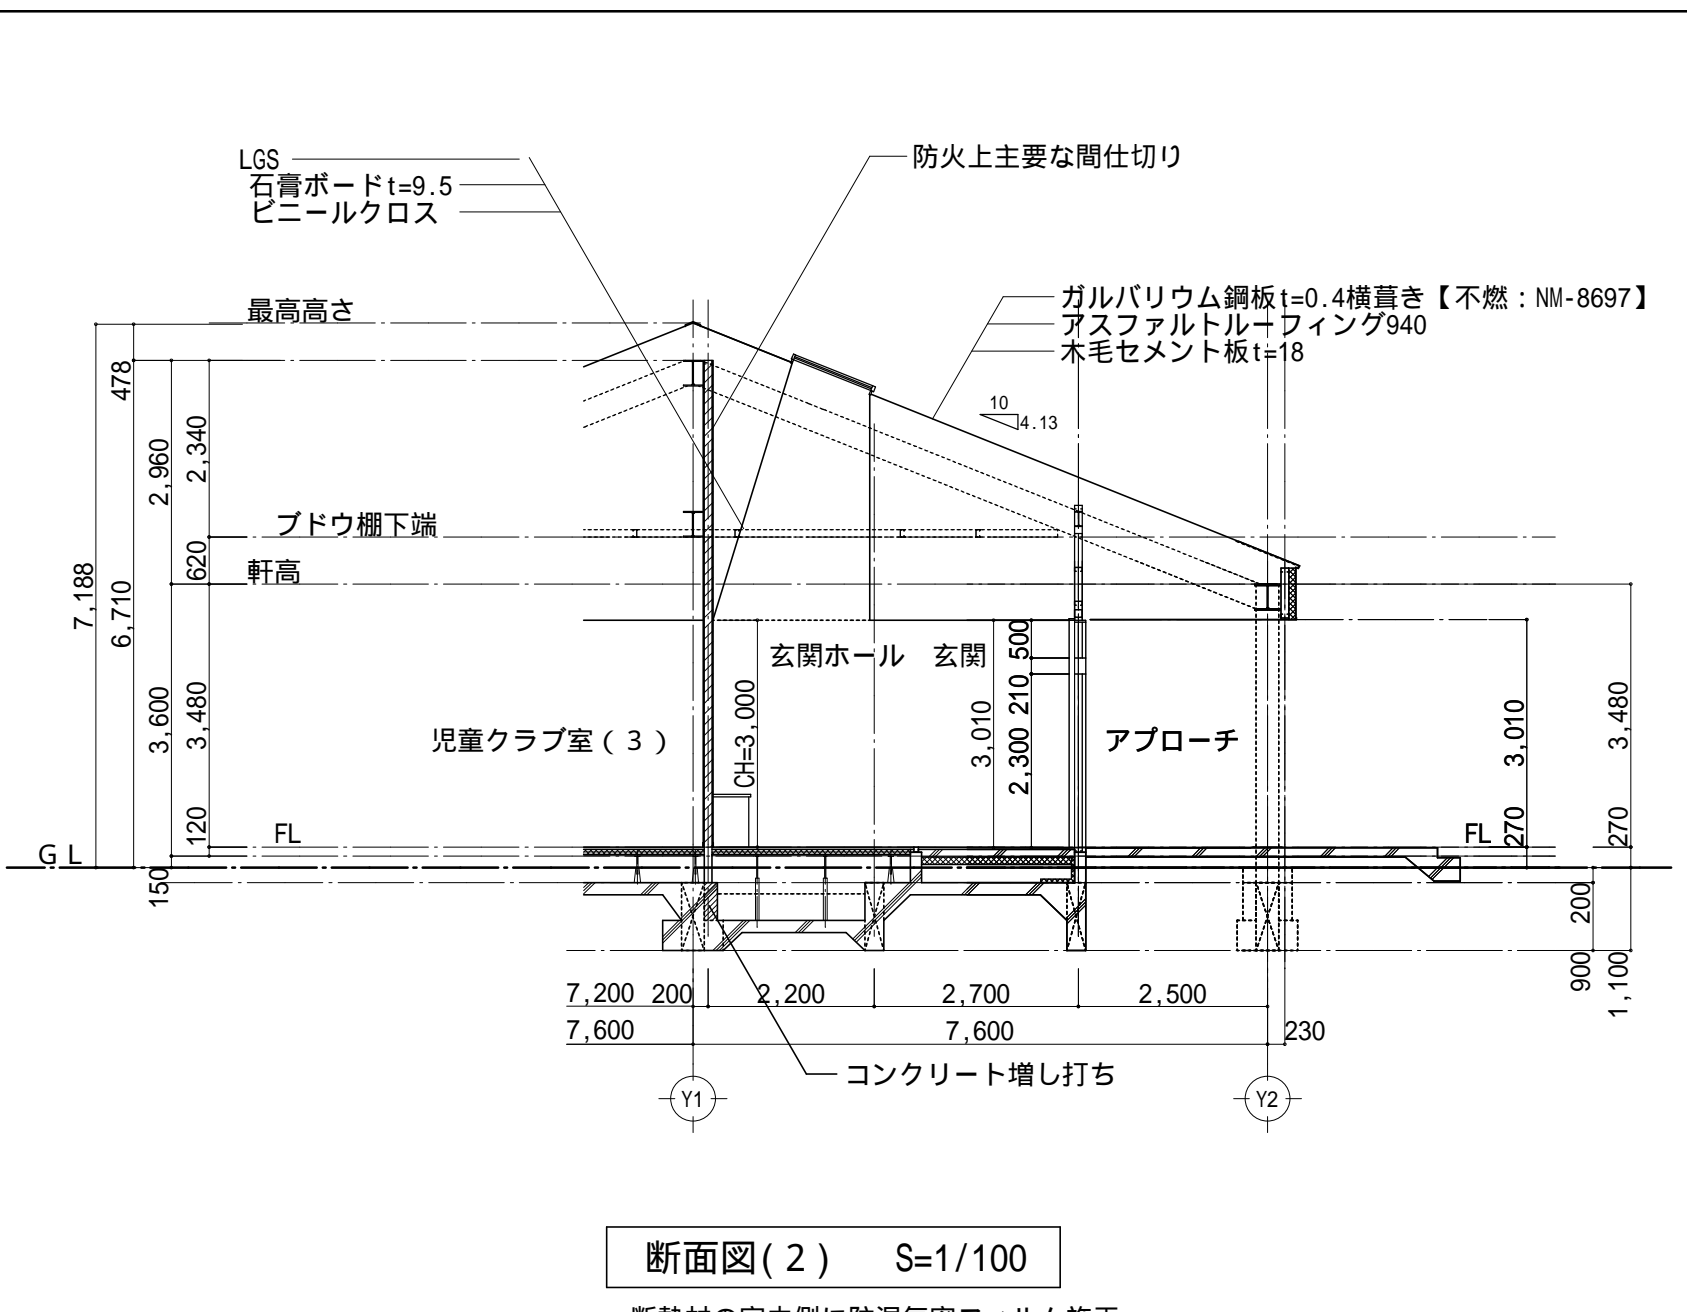 LGS
石膏ボードt=9.5
ビニールクロス
防火上主要な間仕切り
最高高さ
ガルバリウム鋼板t=0.4横葺き【不燃：NM-8697】
アスファルトルーフィング940
木毛セメント板t=18
10
4.13
478
2,340
2,960
ブドウ棚下端
620
軒高
7,188
6,710
3,600
3,480
120
150
玄関ホール
玄関
500
210
2,300
3,010
CH=3,000
児童クラブ室(3)
アプローチ
3,010
3,480
FL
FL
270
270
GL
200
900
1,100
7,200
200
2,200
2,700
2,500
7,600
7,600
230
コンクリート増し打ち
Y1
Y2
断面図(2) S=1/100